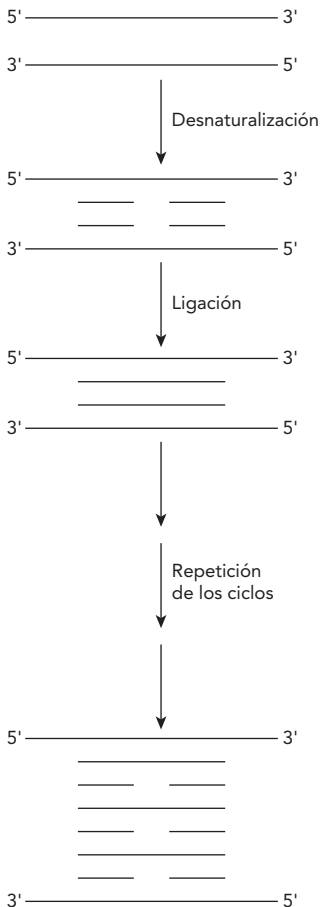 5' 3'
3' 5'
Desnaturalización
5' 3'
3' 5'
Ligación
5' 3'
3' 5'
Repetición
de los ciclos
5' 3'
3' 5'